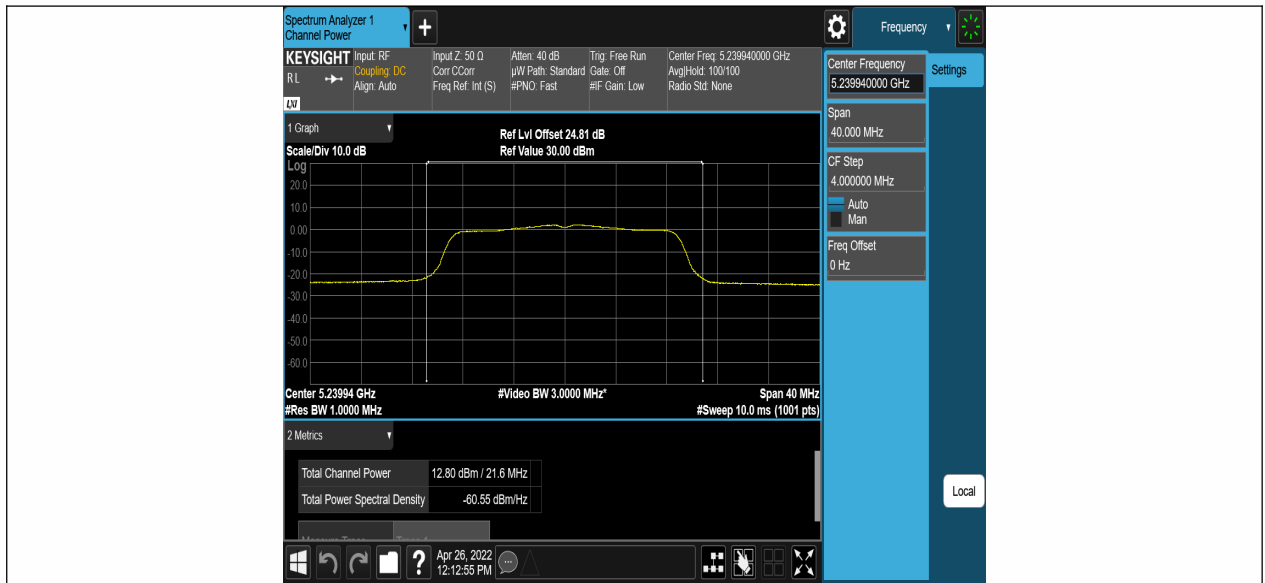 Spectrum Analyzer 1
Channel Power
+
Frequency
KEYSIGHT
RL
LXI
Input: RF
Coupling: DC
Align: Auto
Input Z: 50 Ω
Corr CCorr
Freq Ref: Int (S)
Atten: 40 dB
µW Path: Standard
#PNO: Fast
Trig: Free Run
Gate: Off
#IF Gain: Low
Center Freq: 5.239940000 GHz
Avg|Hold: 100/100
Radio Std: None
Center Frequency
5.239940000 GHz
Settings
Span
40.000 MHz
CF Step
4.000000 MHz
Auto
Man
Freq Offset
0 Hz
Local
1 Graph
Scale/Div 10.0 dB
Ref Lvl Offset 24.81 dB
Ref Value 30.00 dBm
Log
20.0
10.0
0.00
-10.0
-20.0
-30.0
-40.0
-50.0
-60.0
Center 5.23994 GHz
#Video BW 3.0000 MHz*
Span 40 MHz
#Res BW 1.0000 MHz
#Sweep 10.0 ms (1001 pts)
2 Metrics
Total Channel Power 12.80 dBm / 21.6 MHz
Total Power Spectral Density -60.55 dBm/Hz
?
Apr 26, 2022
12:12:55 PM